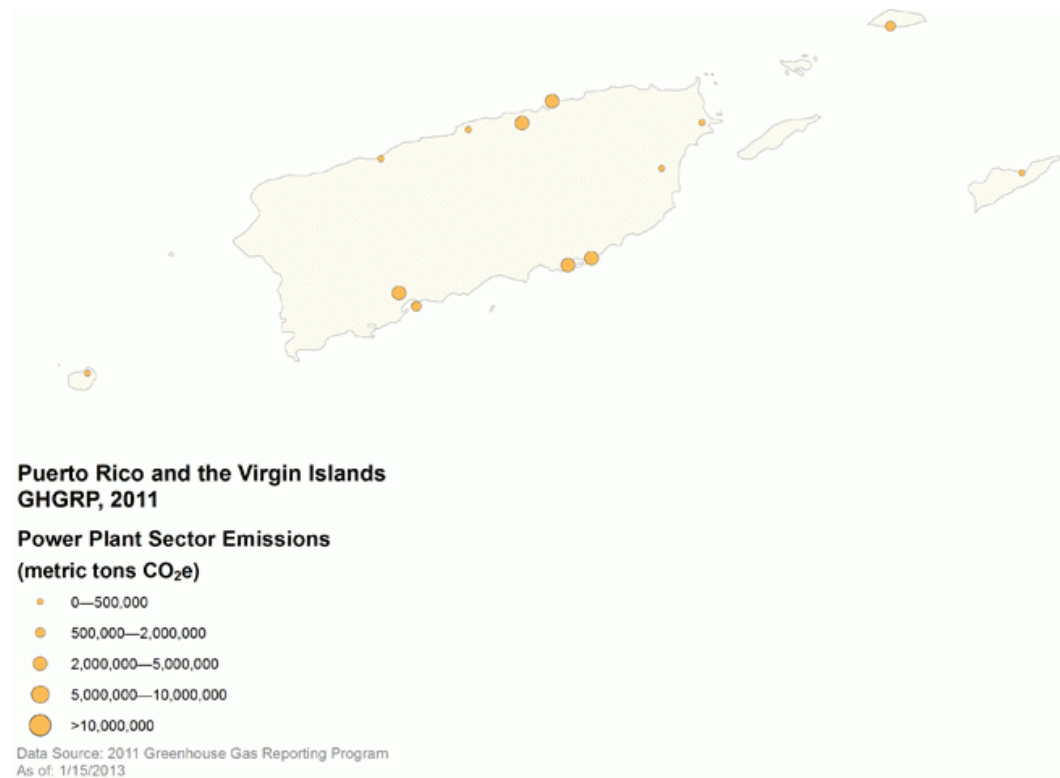 Puerto Rico and the Virgin Islands
GHGRP, 2011
Power Plant Sector Emissions
(metric tons CO₂e)
0—500,000
500,000—2,000,000
2,000,000—5,000,000
5,000,000—10,000,000
>10,000,000
Data Source: 2011 Greenhouse Gas Reporting Program
As of: 1/15/2013